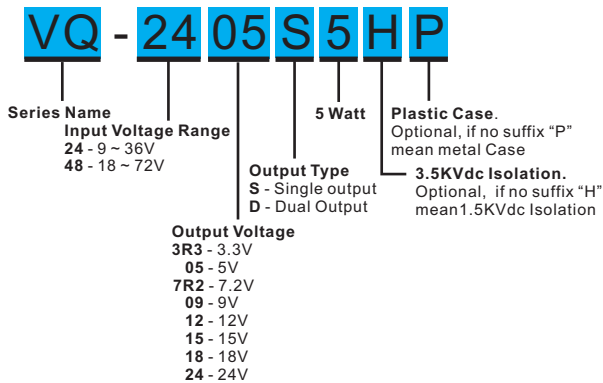 VQ - 24 05 S 5 H P
Series Name
Input Voltage Range
24 - 9 ~ 36V
48 - 18 ~ 72V
Output Voltage
3R3 - 3.3V
05 - 5V
7R2 - 7.2V
09 - 9V
12 - 12V
15 - 15V
18 - 18V
24 - 24V
Output Type
S - Single output
D - Dual Output
5 Watt
Plastic Case.
Optional, if no suffix “P”
mean metal Case
3.5KVdc Isolation.
Optional, if no suffix “H”
mean1.5KVdc Isolation